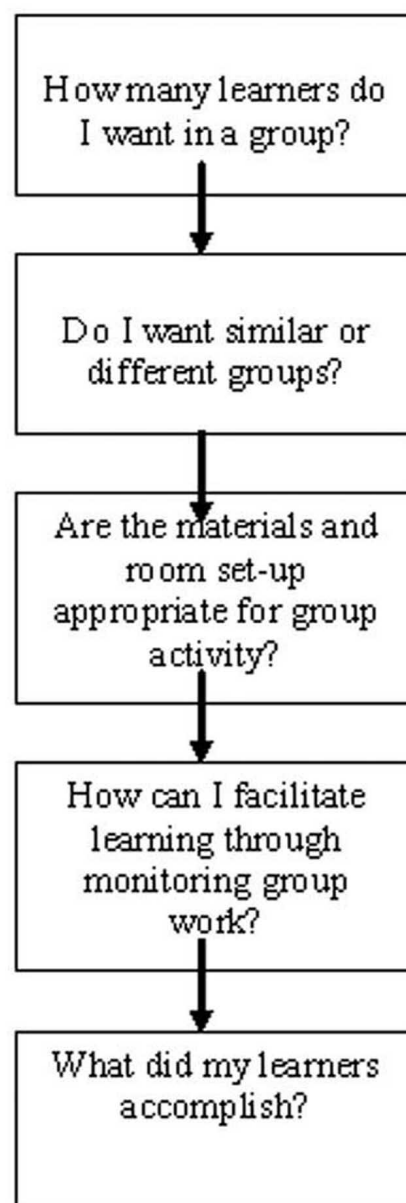 How many learners do
I want in a group?
Do I want similar or
different groups?
Are the materials and
room set-up
appropriate for group
activity?
How can I facilitate
learning through
monitoring group
work?
What did my learners
accomplish?